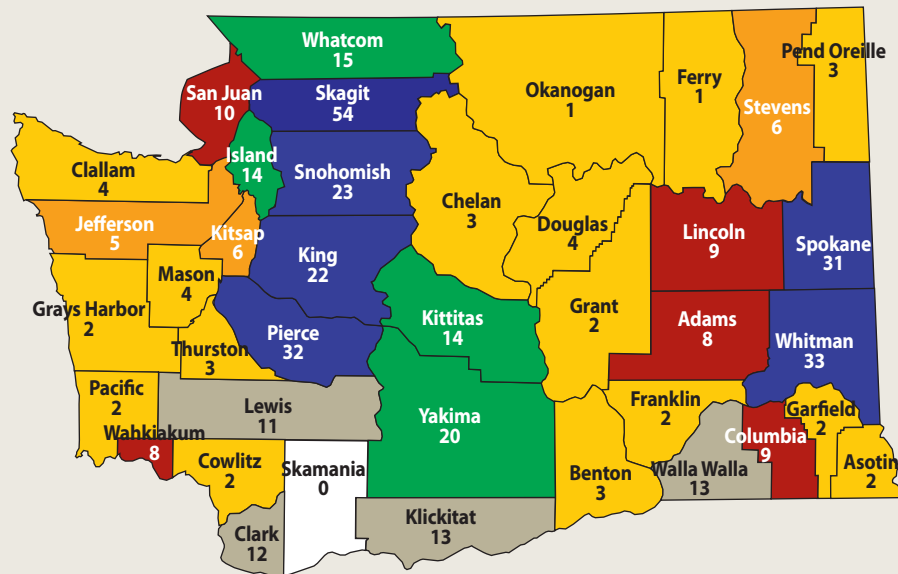 Whatcom
15
San Juan
10
Skagit
54
Okanogan
1
Ferry
1
Pend Oreille
3
Stevens
6
Island
14
Clallam
4
Snohomish
23
Chelan
3
Douglas
4
Lincoln
9
Spokane
31
Jefferson
5
Kitsap
6
King
22
Mason
4
Grays Harbor
2
Grant
2
Kittitas
14
Adams
8
Whitman
33
Pierce
32
Thurston
3
Pacific
2
Lewis
11
Yakima
20
Franklin
2
Garfield
2
Wahkiakum
8
Columbia
9
Cowlitz
2
Skamania
0
Benton
3
Walla Walla
13
Asotin
2
Klickitat
13
Clark
12